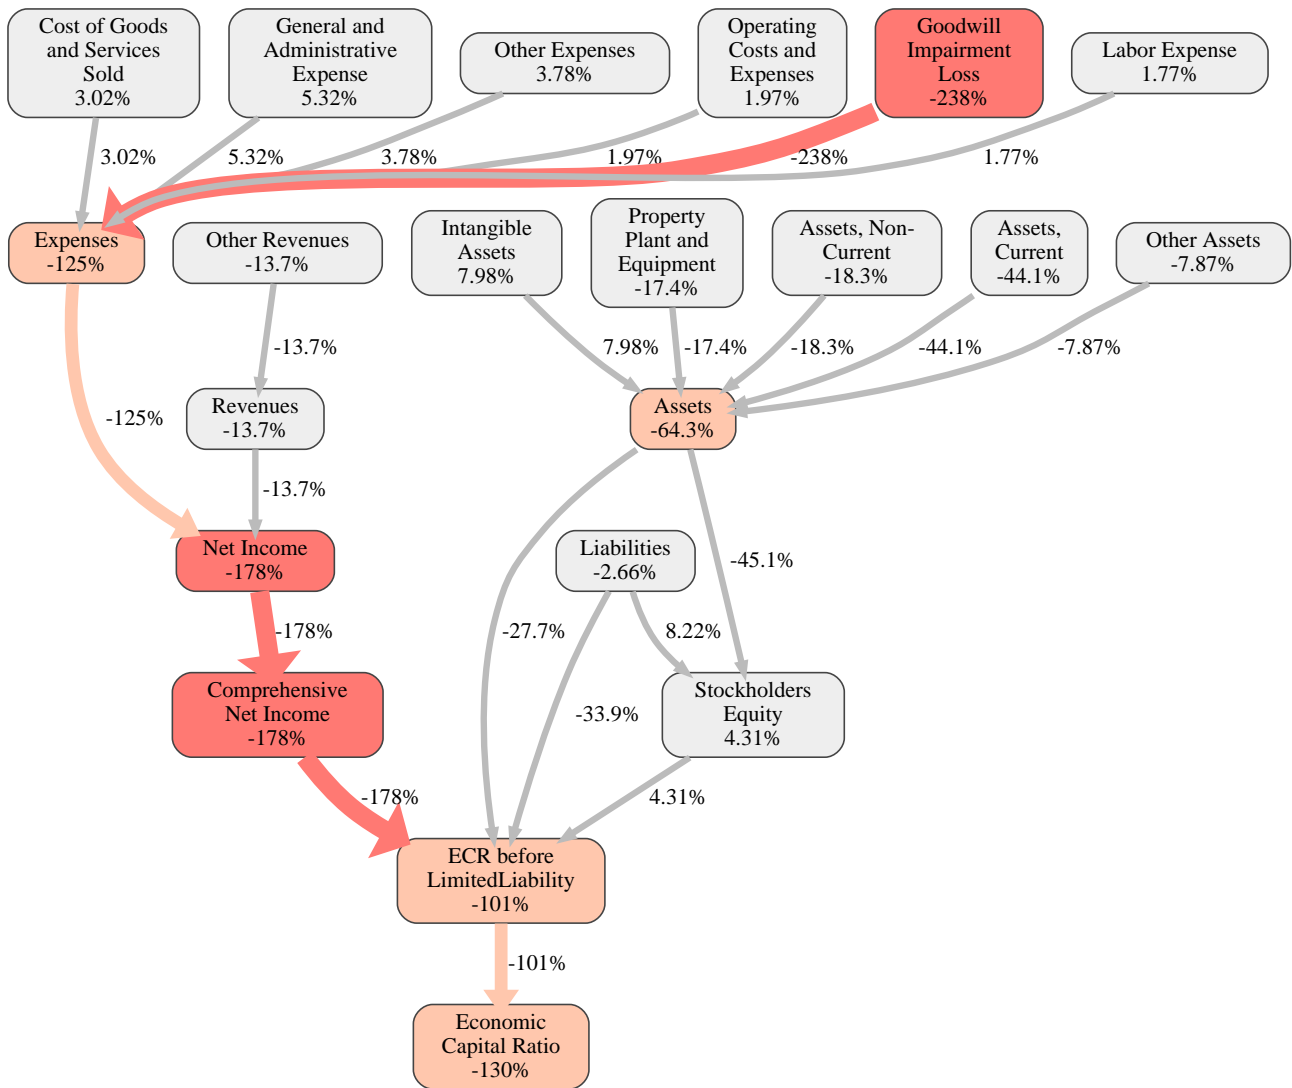 Cost of Goods
and Services
Sold
3.02%
General and
Administrative
Expense
5.32%
Other Expenses
3.78%
Operating
Costs and
Expenses
1.97%
Goodwill
Impairment
Loss
-238%
Labor Expense
1.77%
3.02%
5.32%
3.78%
1.97%
-238%
1.77%
Expenses
-125%
Other Revenues
-13.7%
Intangible
Assets
7.98%
Property
Plant and
Equipment
-17.4%
Assets, Non-
Current
-18.3%
Assets,
Current
-44.1%
Other Assets
-7.87%
-13.7%
7.98%
-17.4%
-18.3%
-44.1%
-7.87%
-125%
Revenues
-13.7%
Assets
-64.3%
-13.7%
Net Income
-178%
Liabilities
-2.66%
-45.1%
-178%
-27.7%
8.22%
Comprehensive
Net Income
-178%
-33.9%
Stockholders
Equity
4.31%
-178%
4.31%
ECR before
LimitedLiability
-101%
-101%
Economic
Capital Ratio
-130%